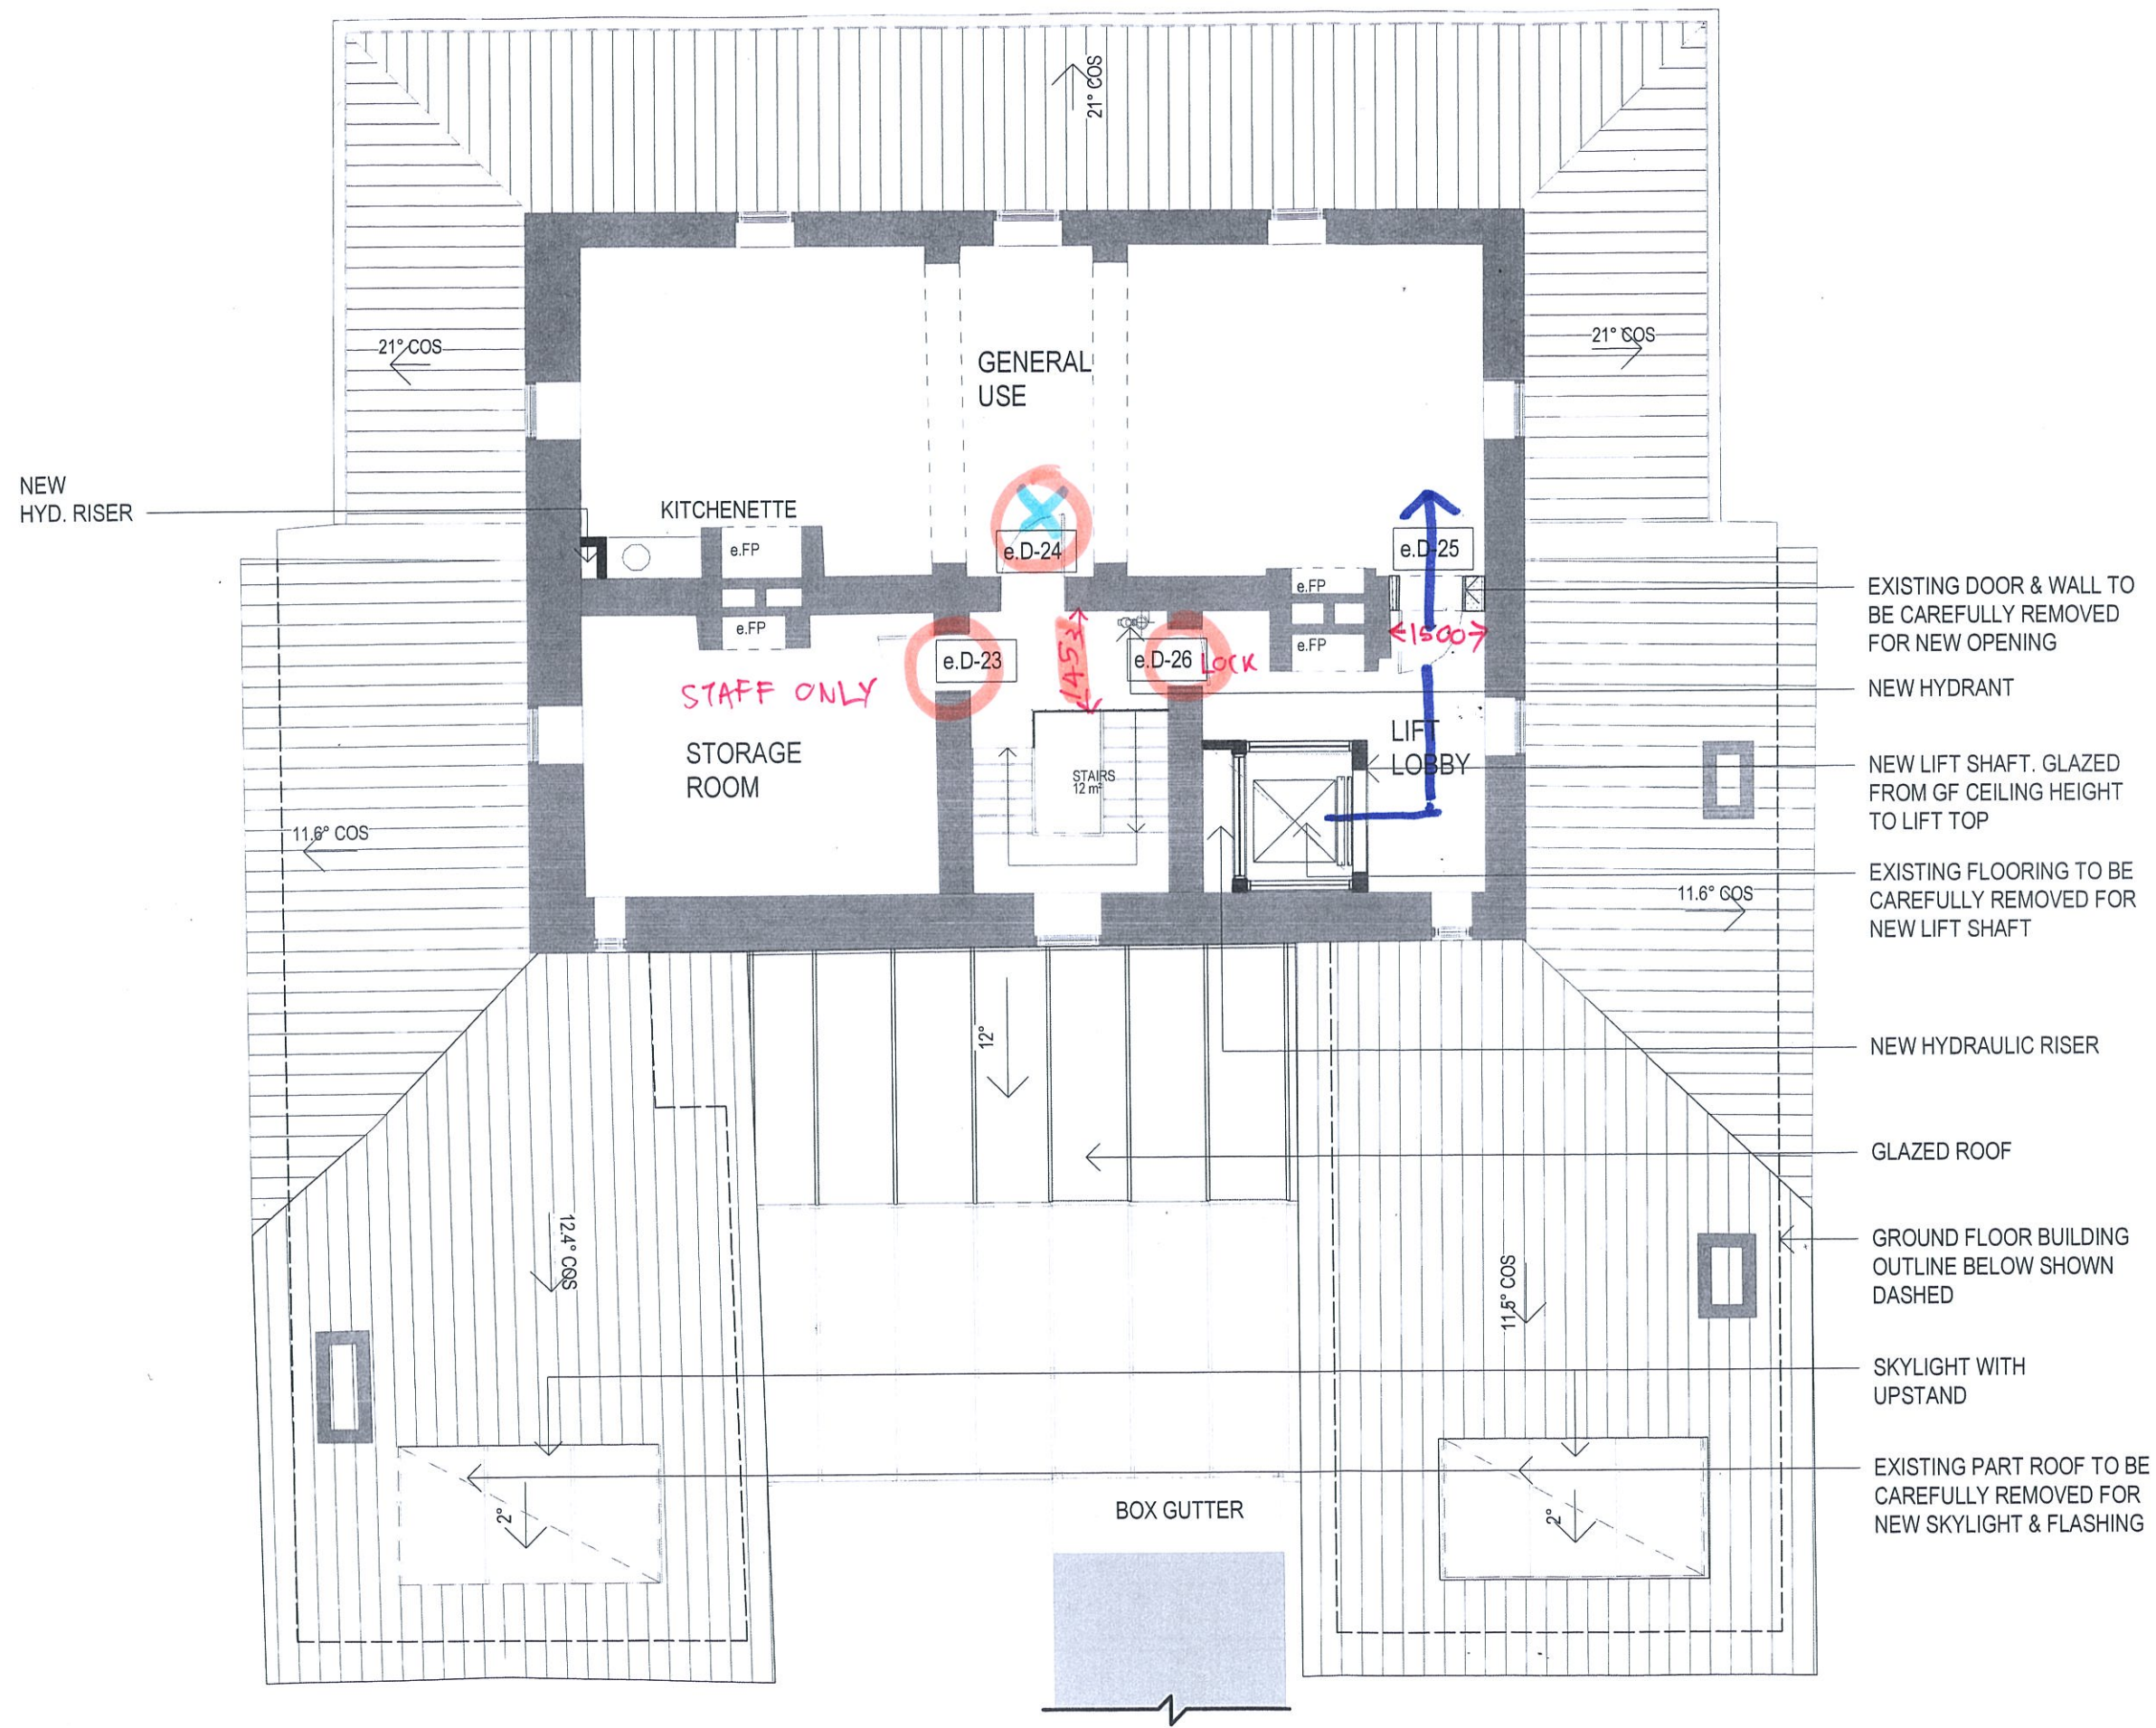 21° COS
21° COS
21° COS
GENERAL
USE
NEW
HYD. RISER
KITCHENETTE
e.FP
e.D-24
e.D-25
e.FP
e.FP
e.FP
EXISTING DOOR & WALL TO
BE CAREFULLY REMOVED
FOR NEW OPENING
<1500>
1453
e.D-23
e.D-26
LOCK
STAFF ONLY
NEW HYDRANT
STORAGE
ROOM
STAIRS
12 m²
LIFT
LOBBY
NEW LIFT SHAFT. GLAZED
FROM GF CEILING HEIGHT
TO LIFT TOP
11.6° COS
EXISTING FLOORING TO BE
CAREFULLY REMOVED FOR
NEW LIFT SHAFT
11.6° COS
12°
NEW HYDRAULIC RISER
GLAZED ROOF
12.4° COS
11.5° COS
GROUND FLOOR BUILDING
OUTLINE BELOW SHOWN
DASHED
SKYLIGHT WITH
UPSTAND
EXISTING PART ROOF TO BE
CAREFULLY REMOVED FOR
NEW SKYLIGHT & FLASHING
2°
2°
BOX GUTTER